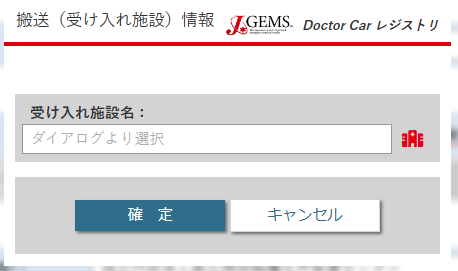 搬送（受け入れ施設）情報
J GEMS
Doctor Car レジストリ
受け入れ施設名：
ダイアログより選択
確 定
キャンセル